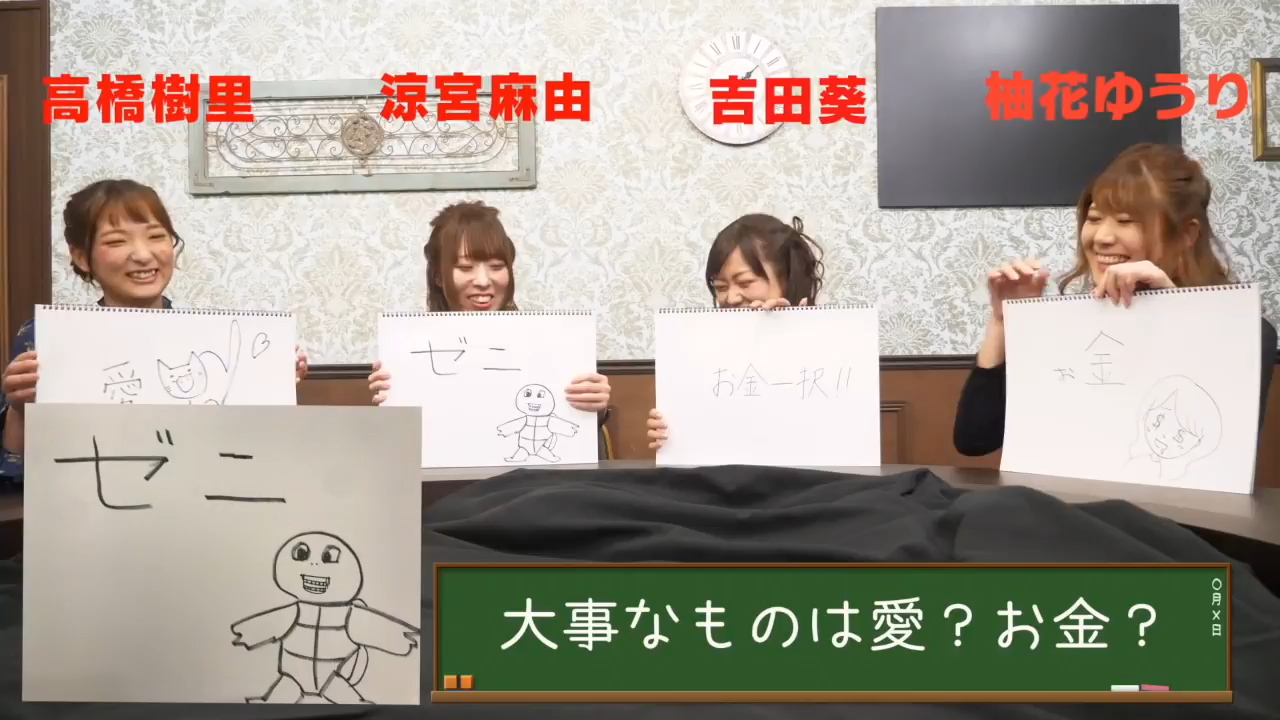 高橋樹里
涼宮麻由
吉田葵
柚花ゆうり
愛
ゼニ
お金一択!!
お金
ゼニ
大事なものは愛？お金？
〇月×日